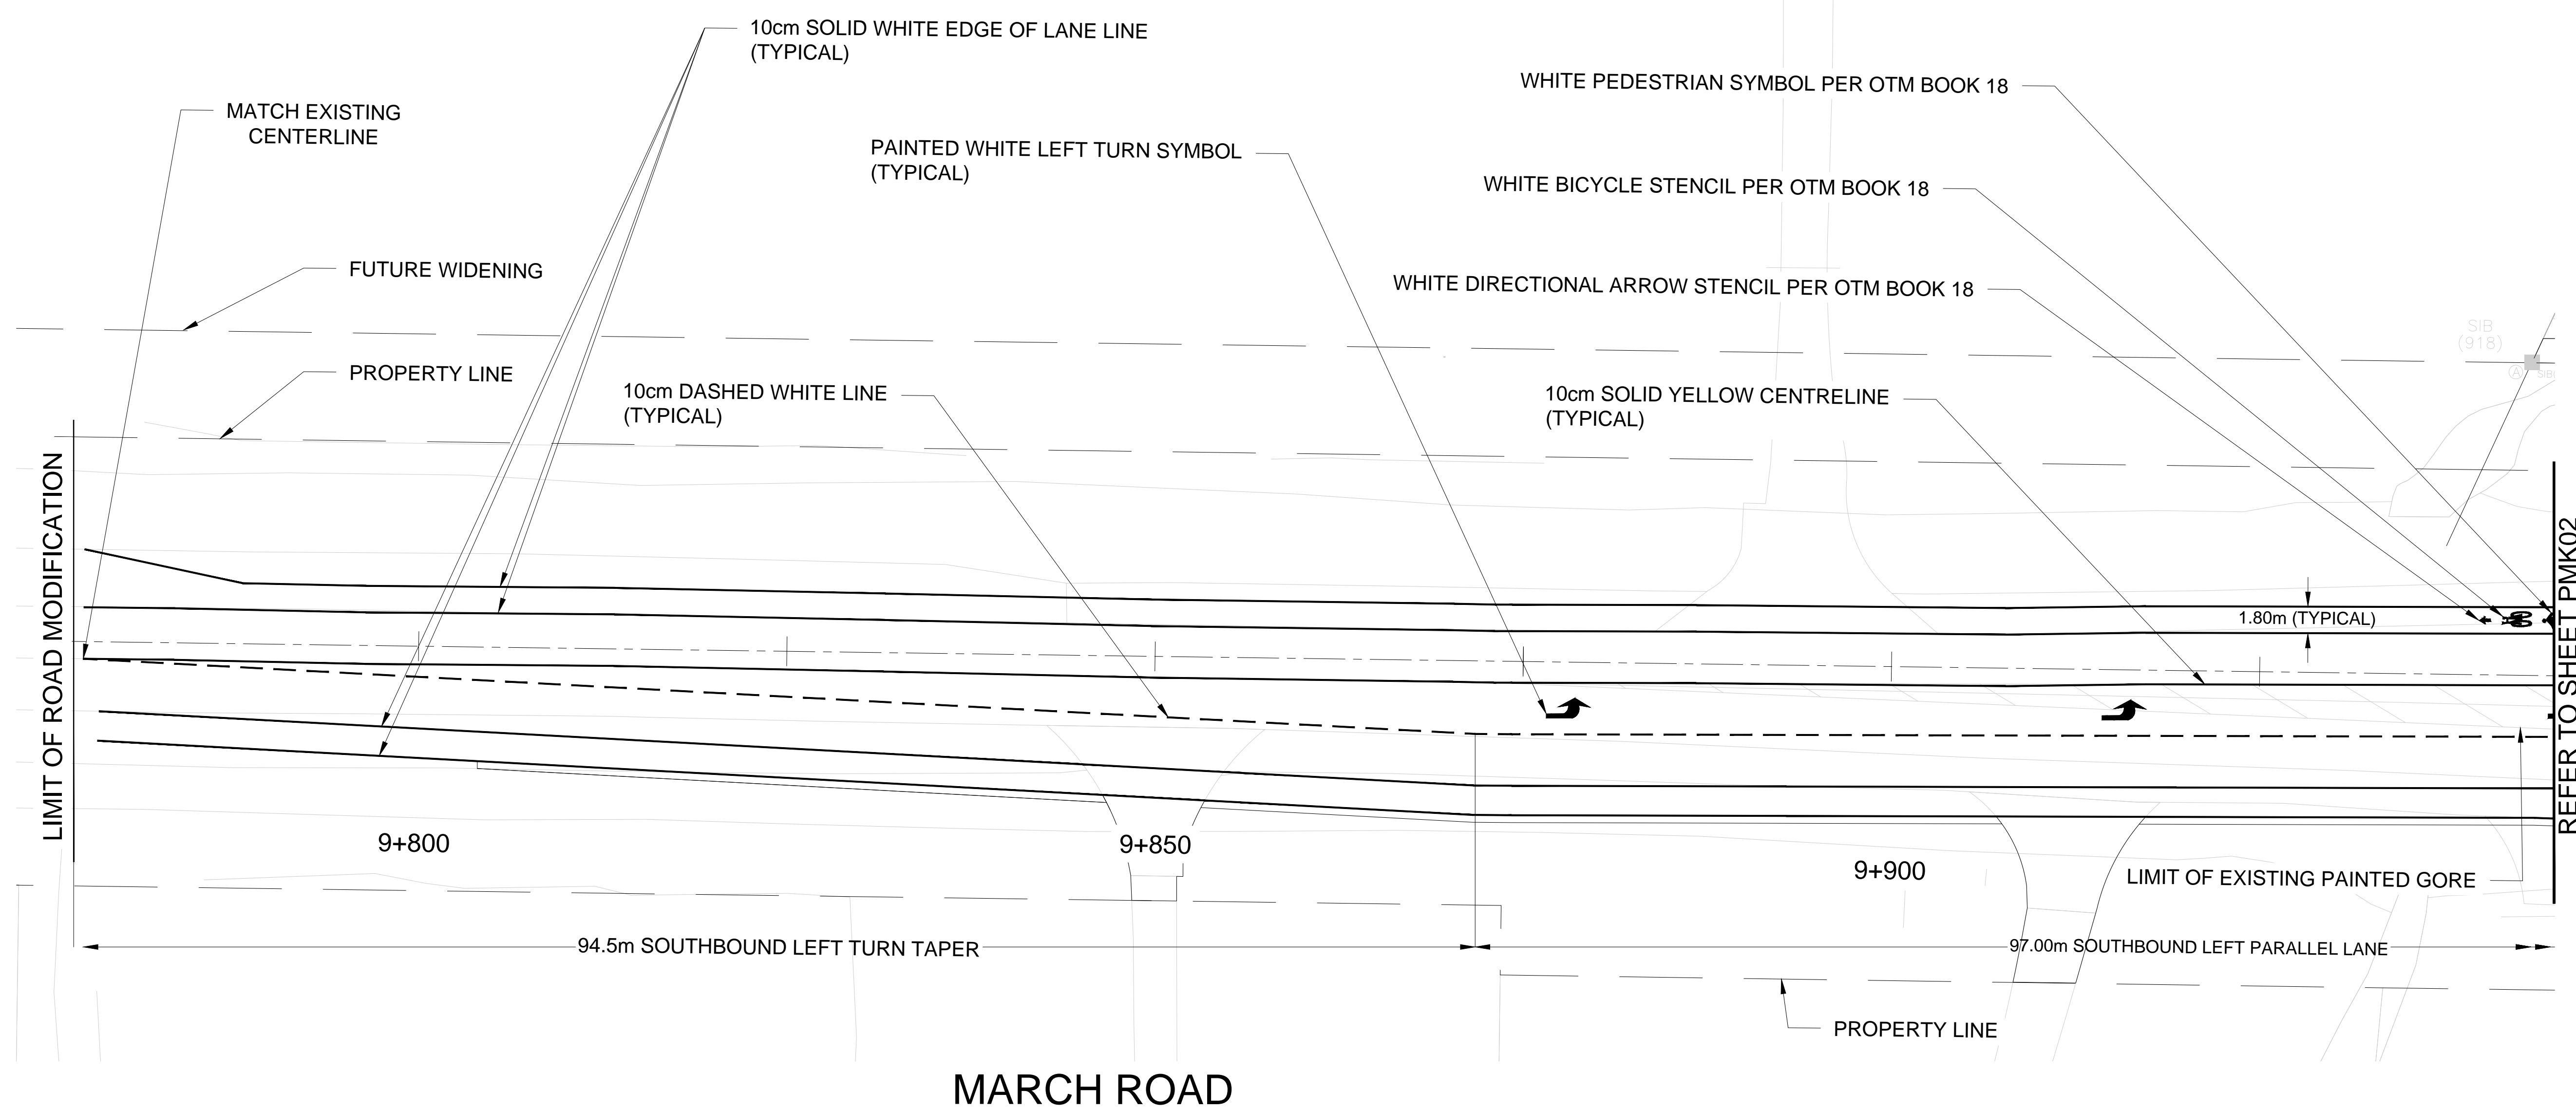 10cm SOLID WHITE EDGE OF LANE LINE
(TYPICAL)
WHITE PEDESTRIAN SYMBOL PER OTM BOOK 18
MATCH EXISTING
CENTERLINE
PAINTED WHITE LEFT TURN SYMBOL
(TYPICAL)
WHITE BICYCLE STENCIL PER OTM BOOK 18
FUTURE WIDENING
WHITE DIRECTIONAL ARROW STENCIL PER OTM BOOK 18
SIB
(918)
A
SIB
PROPERTY LINE
10cm DASHED WHITE LINE
(TYPICAL)
10cm SOLID YELLOW CENTRELINE
(TYPICAL)
LIMIT OF ROAD MODIFICATION
REFER TO SHEET PMK02
1.80m (TYPICAL)
9+800
9+850
9+900
LIMIT OF EXISTING PAINTED GORE
94.5m SOUTHBOUND LEFT TURN TAPER
97.00m SOUTHBOUND LEFT PARALLEL LANE
PROPERTY LINE
MARCH ROAD